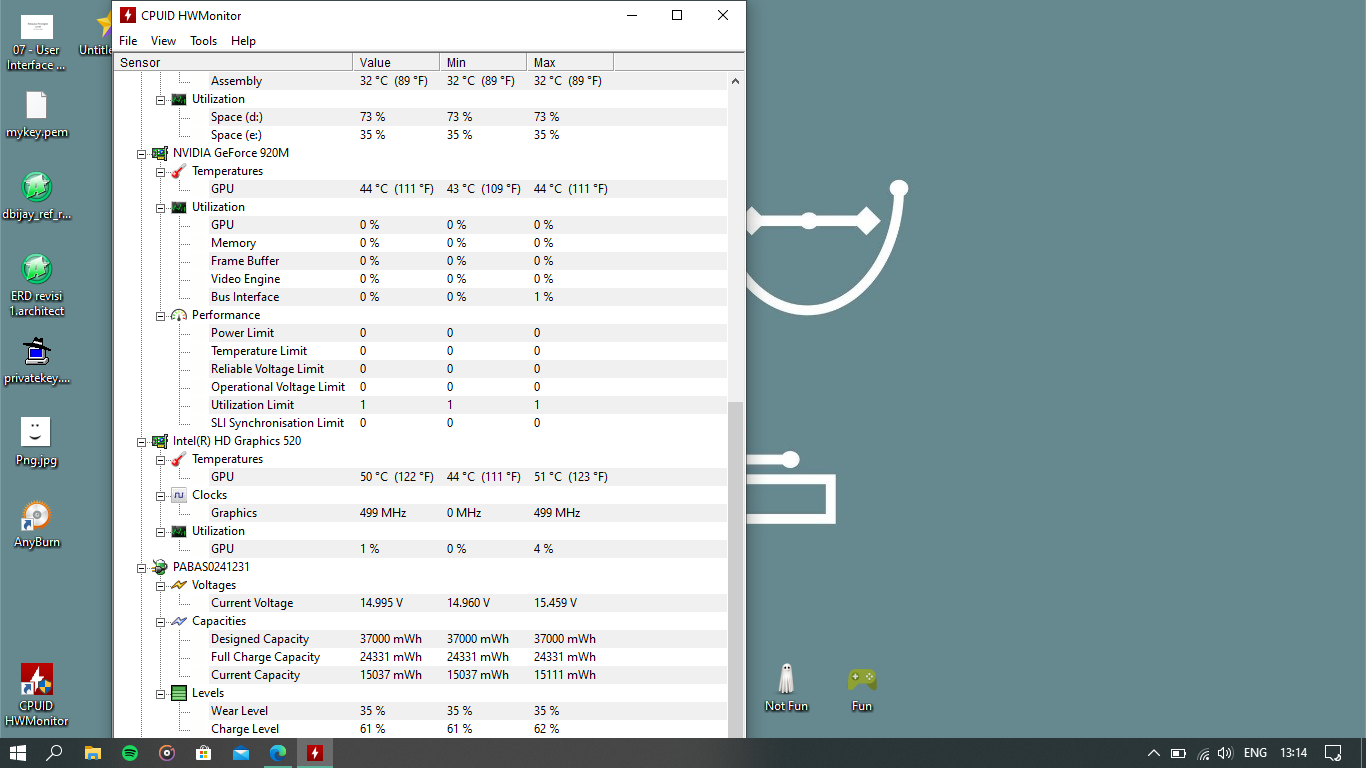 07 - User
Interface ...
Untitle
mykey.pem
dbijay_ref_r...
ERD revisi
1.architect
privatekey....
Png.jpg
AnyBurn
CPUID
HWMonitor
CPUID HWMonitor
File View Tools Help
Sensor Value Min Max
Assembly 32 °C (89 °F) 32 °C (89 °F) 32 °C (89 °F)
Utilization
Space (d:) 73 % 73 % 73 %
Space (e:) 35 % 35 % 35 %
NVIDIA GeForce 920M
Temperatures
GPU 44 °C (111 °F) 43 °C (109 °F) 44 °C (111 °F)
Utilization
GPU 0 % 0 % 0 %
Memory 0 % 0 % 0 %
Frame Buffer 0 % 0 % 0 %
Video Engine 0 % 0 % 0 %
Bus Interface 0 % 0 % 1 %
Performance
Power Limit 0 0 0
Temperature Limit 0 0 0
Reliable Voltage Limit 0 0 0
Operational Voltage Limit 0 0 0
Utilization Limit 1 1 1
SLI Synchronisation Limit 0 0 0
Intel(R) HD Graphics 520
Temperatures
GPU 50 °C (122 °F) 44 °C (111 °F) 51 °C (123 °F)
Clocks
Graphics 499 MHz 0 MHz 499 MHz
Utilization
GPU 1 % 0 % 4 %
PABAS0241231
Voltages
Current Voltage 14.995 V 14.960 V 15.459 V
Capacities
Designed Capacity 37000 mWh 37000 mWh 37000 mWh
Full Charge Capacity 24331 mWh 24331 mWh 24331 mWh
Current Capacity 15037 mWh 15037 mWh 15111 mWh
Levels
Wear Level 35 % 35 % 35 %
Charge Level 61 % 61 % 62 %
Not Fun
Fun
ENG 13:14